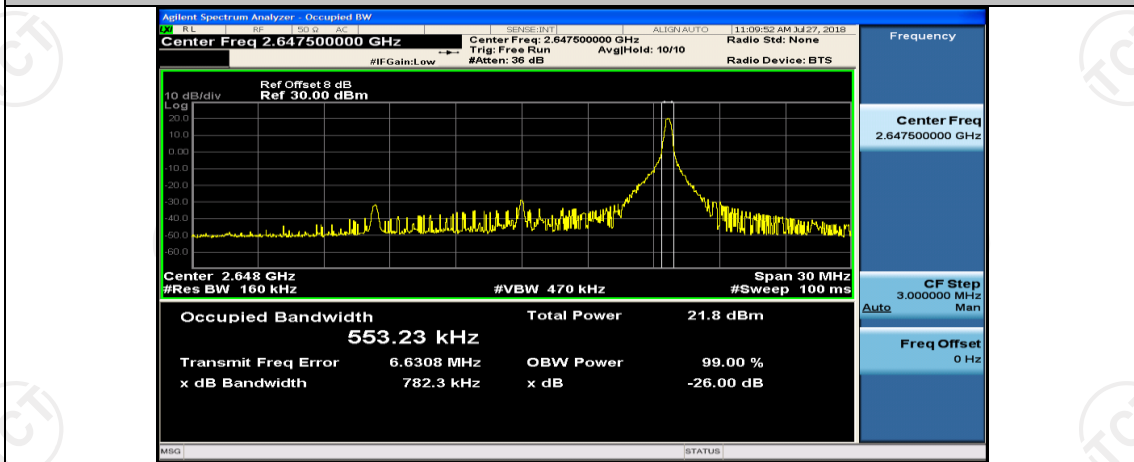 Agilent Spectrum Analyzer - Occupied BW
LXI RL RF 50 Ω AC SENSE:INT ALIGN AUTO 11:09:52 AM Jul 27, 2018
Center Freq 2.647500000 GHz
Center Freq: 2.647500000 GHz
Radio Std: None
Trig: Free Run Avg|Hold: 10/10
#IFGain:Low
#Atten: 36 dB
Radio Device: BTS
Ref Offset 8 dB
10 dB/div Ref 30.00 dBm
Log
20.0
10.0
0.00
-10.0
-20.0
-30.0
-40.0
-50.0
-60.0
Center 2.648 GHz
Span 30 MHz
#Res BW 160 kHz
#VBW 470 kHz
#Sweep 100 ms
Occupied Bandwidth
Total Power 21.8 dBm
553.23 kHz
Transmit Freq Error 6.6308 MHz
OBW Power 99.00 %
x dB Bandwidth 782.3 kHz
x dB -26.00 dB
MSG
STATUS
Frequency
Center Freq
2.647500000 GHz
CF Step
3.000000 MHz
Auto Man
Freq Offset
0 Hz
TCT
TCT
TCT
TCT